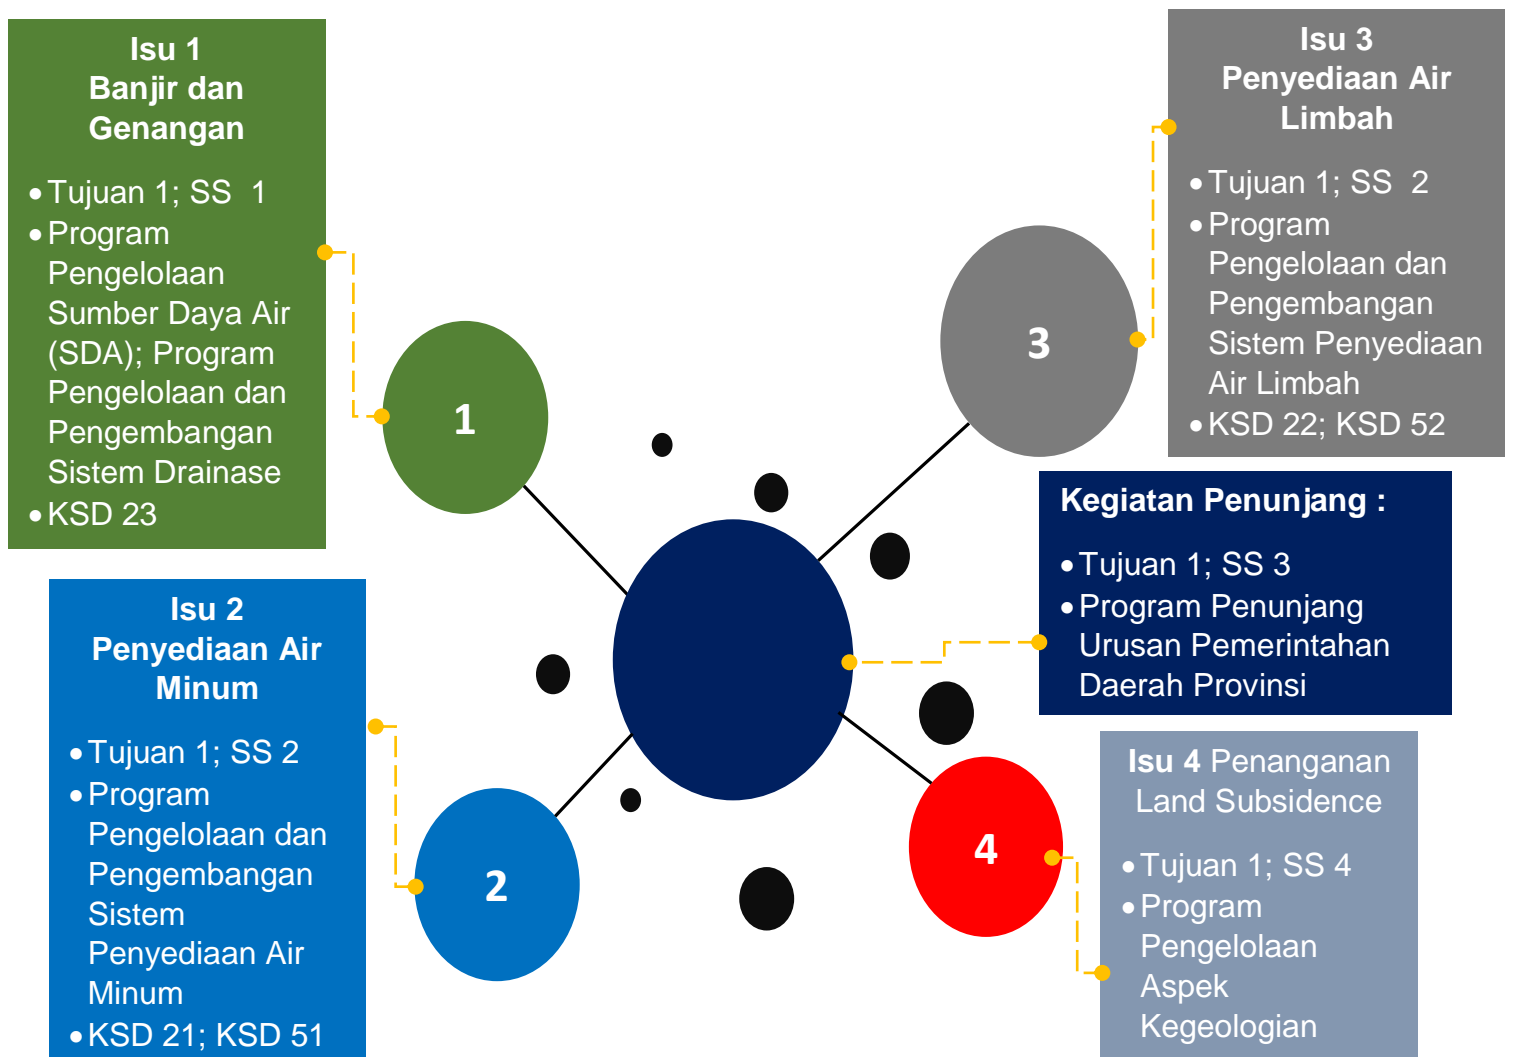 Isu 1
Banjir dan
Genangan
• Tujuan 1; SS 1
• Program
Pengelolaan
Sumber Daya Air
(SDA); Program
Pengelolaan dan
Pengembangan
Sistem Drainase
• KSD 23
Isu 2
Penyediaan Air
Minum
• Tujuan 1; SS 2
• Program
Pengelolaan dan
Pengembangan
Sistem
Penyediaan Air
Minum
• KSD 21; KSD 51
1
2
3
4
Isu 3
Penyediaan Air
Limbah
• Tujuan 1; SS 2
• Program
Pengelolaan dan
Pengembangan
Sistem Penyediaan
Air Limbah
• KSD 22; KSD 52
Kegiatan Penunjang :
• Tujuan 1; SS 3
• Program Penunjang
Urusan Pemerintahan
Daerah Provinsi
Isu 4 Penanganan
Land Subsidence
• Tujuan 1; SS 4
• Program
Pengelolaan
Aspek
Kegeologian